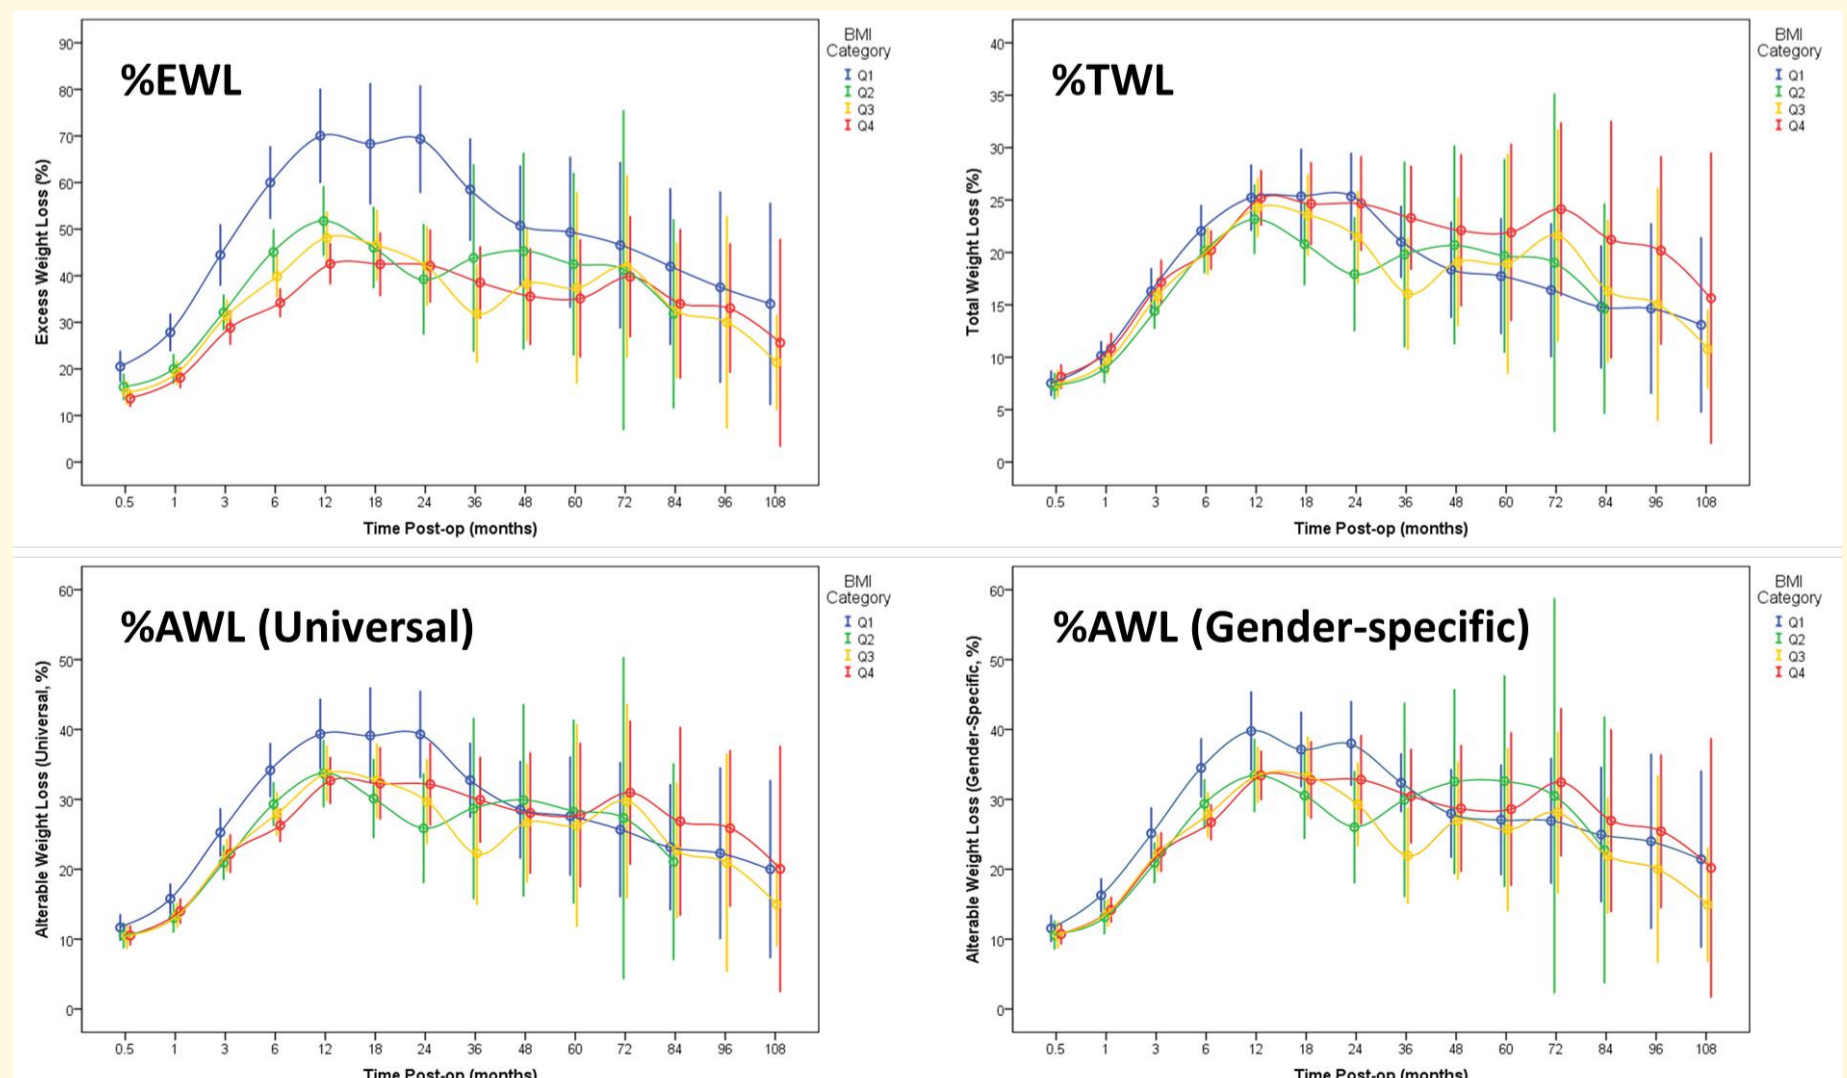 %EWL
BMI
Category
Q1
Q2
Q3
Q4
Excess Weight Loss (%)
90
80
70
60
50
40
30
20
10
0
0.5 1 3 6 12 18 24 36 48 60 72 84 96 108
Time Post-op (months)
%TWL
BMI
Category
Q1
Q2
Q3
Q4
Total Weight Loss (%)
40
35
30
25
20
15
10
5
0
0.5 1 3 6 12 18 24 36 48 60 72 84 96 108
Time Post-op (months)
%AWL (Universal)
BMI
Category
Q1
Q2
Q3
Q4
Alterable Weight Loss (Universal, %)
60
50
40
30
20
10
0
0.5 1 3 6 12 18 24 36 48 60 72 84 96 108
Time Post-op (months)
%AWL (Gender-specific)
BMI
Category
Q1
Q2
Q3
Q4
Alterable Weight Loss (Gender-Specific, %)
60
50
40
30
20
10
0
0.5 1 3 6 12 18 24 36 48 60 72 84 96 108
Time Post-op (months)